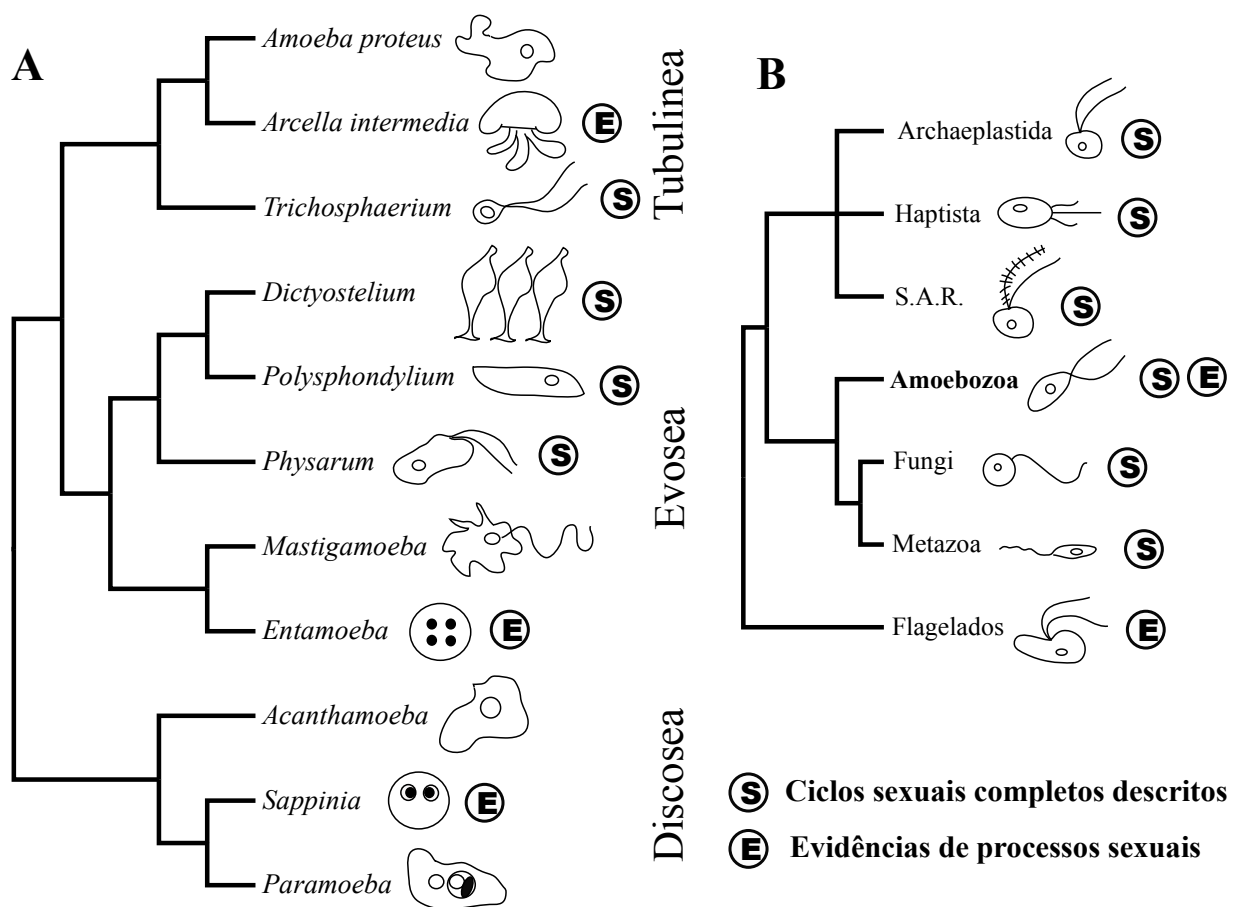 A
Amoeba proteus
Arcella intermedia
E
Trichosphaerium
S
Tubulinea
Dictyostelium
S
Polysphondylium
S
Physarum
S
Mastigamoeba
Entamoeba
E
Evosea
Acanthamoeba
Sappinia
E
Paramoeba
Discosea
B
Archaeplastida
S
Haptista
S
S.A.R.
S
Amoebozoa
S E
Fungi
S
Metazoa
S
Flagelados
E
S Ciclos sexuais completos descritos
E Evidências de processos sexuais